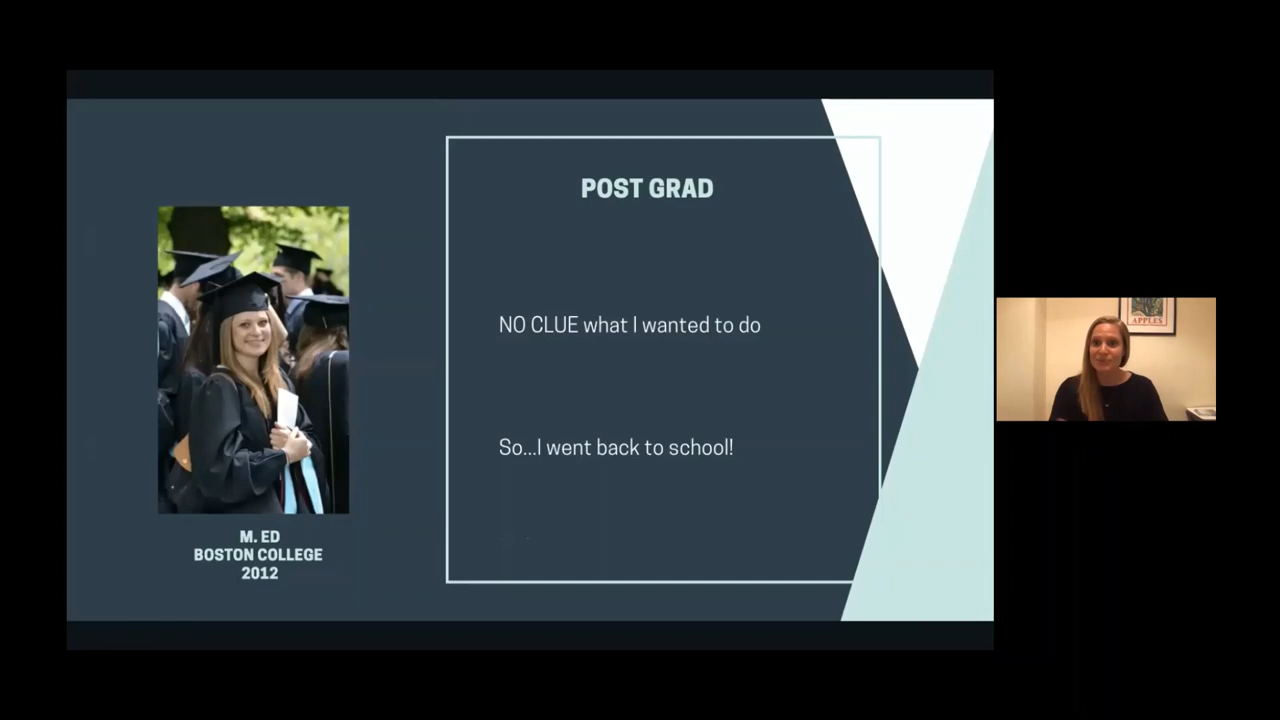 POST GRAD
NO CLUE what I wanted to do
So...I went back to school!
M. ED
BOSTON COLLEGE
2012
APPLES